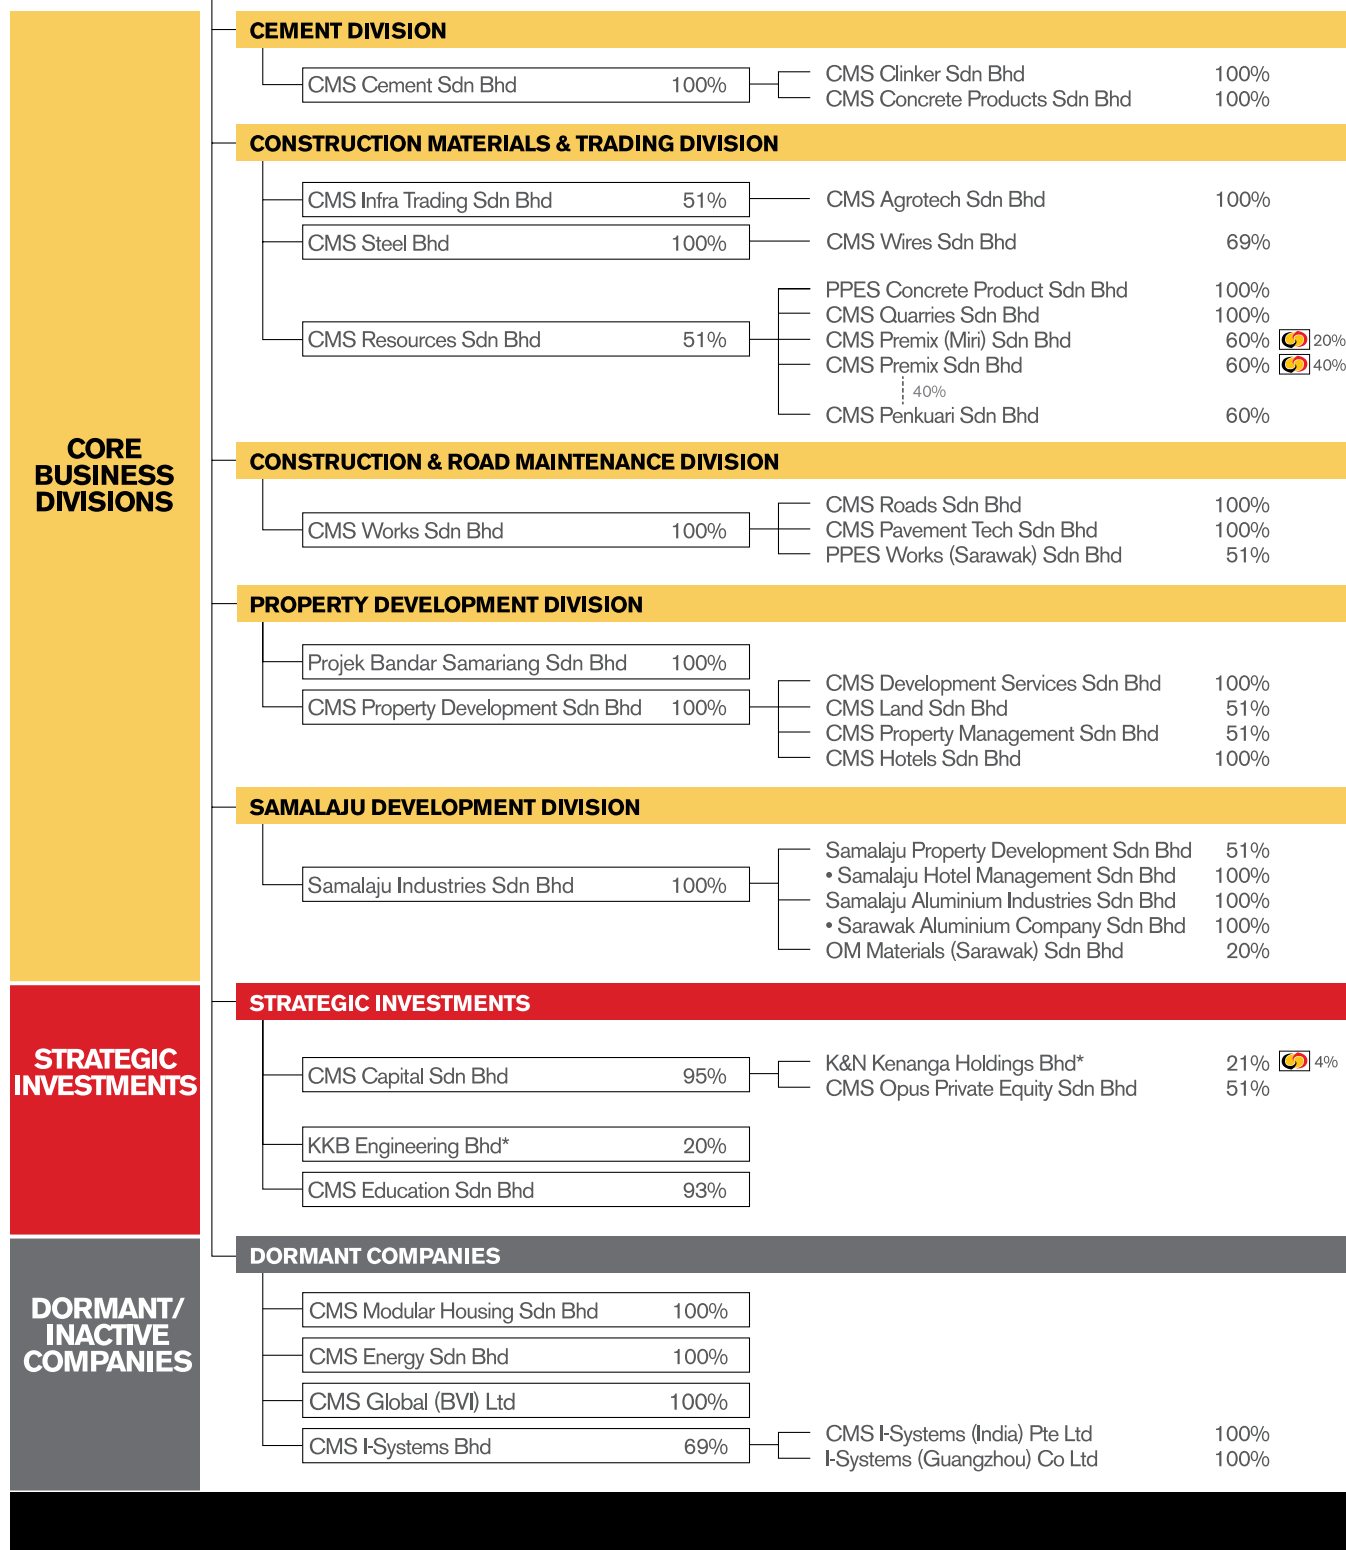 CORE
BUSINESS
DIVISIONS
CEMENT DIVISION
CMS Cement Sdn Bhd 100%
CMS Clinker Sdn Bhd 100%
CMS Concrete Products Sdn Bhd 100%
CONSTRUCTION MATERIALS & TRADING DIVISION
CMS Infra Trading Sdn Bhd 51%
CMS Agrotech Sdn Bhd 100%
CMS Steel Bhd 100%
CMS Wires Sdn Bhd 69%
CMS Resources Sdn Bhd 51%
PPES Concrete Product Sdn Bhd 100%
CMS Quarries Sdn Bhd 100%
CMS Premix (Miri) Sdn Bhd 60% 20%
CMS Premix Sdn Bhd 60% 40%
40%
CMS Penkuari Sdn Bhd 60%
CONSTRUCTION & ROAD MAINTENANCE DIVISION
CMS Works Sdn Bhd 100%
CMS Roads Sdn Bhd 100%
CMS Pavement Tech Sdn Bhd 100%
PPES Works (Sarawak) Sdn Bhd 51%
PROPERTY DEVELOPMENT DIVISION
Projek Bandar Samariang Sdn Bhd 100%
CMS Property Development Sdn Bhd 100%
CMS Development Services Sdn Bhd 100%
CMS Land Sdn Bhd 51%
CMS Property Management Sdn Bhd 51%
CMS Hotels Sdn Bhd 100%
SAMALAJU DEVELOPMENT DIVISION
Samalaju Industries Sdn Bhd 100%
Samalaju Property Development Sdn Bhd 51%
• Samalaju Hotel Management Sdn Bhd 100%
Samalaju Aluminium Industries Sdn Bhd 100%
• Sarawak Aluminium Company Sdn Bhd 100%
OM Materials (Sarawak) Sdn Bhd 20%
STRATEGIC
INVESTMENTS
STRATEGIC INVESTMENTS
CMS Capital Sdn Bhd 95%
K&N Kenanga Holdings Bhd* 21% 4%
CMS Opus Private Equity Sdn Bhd 51%
KKB Engineering Bhd* 20%
CMS Education Sdn Bhd 93%
DORMANT/
INACTIVE
COMPANIES
DORMANT COMPANIES
CMS Modular Housing Sdn Bhd 100%
CMS Energy Sdn Bhd 100%
CMS Global (BVI) Ltd 100%
CMS I-Systems Bhd 69%
CMS I-Systems (India) Pte Ltd 100%
I-Systems (Guangzhou) Co Ltd 100%